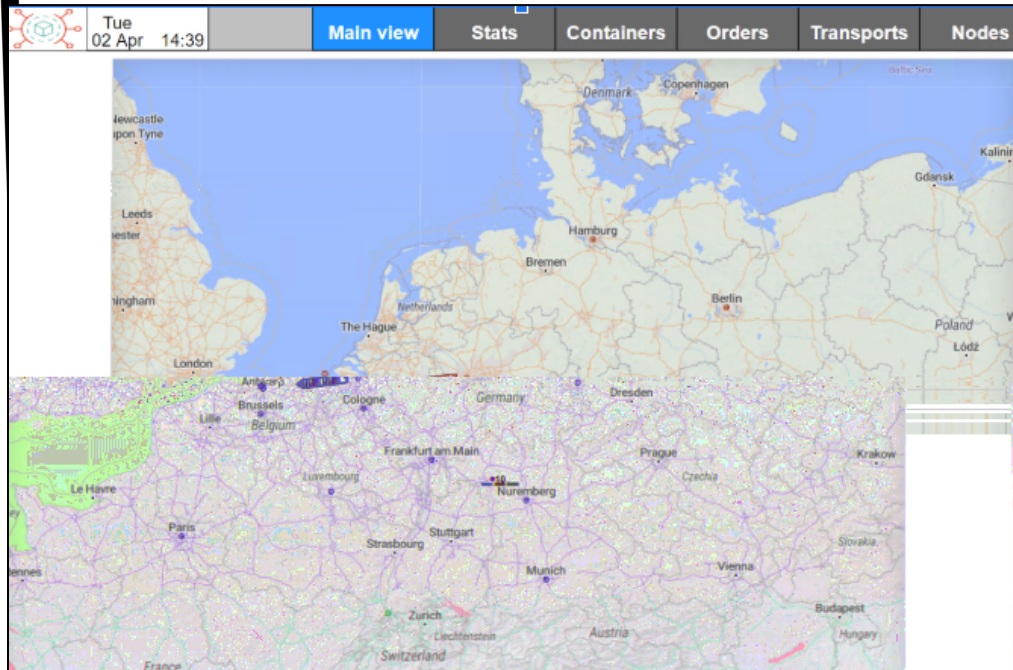 Tue
02 Apr 14:39
Main view Stats Containers Orders Transports Nodes
Baltic Sea
Denmark Copenhagen
Newcastle
upon Tyne
Gdansk
Leeds
Hamburg
Bremen
Berlin
Netherlands
The Hague
Poland
Łódź
London
Antwerp
Brussels Cologne Germany Dresden
Lille
Belgium
Frankfurt am Main Prague Krakow
Luxembourg Czechia
10
Le Havre Nuremberg
Paris
Stuttgart
Strasbourg Slovakia
Munich Vienna
Zurich Budapest
Liechtenstein Austria Hungary
Switzerland
France